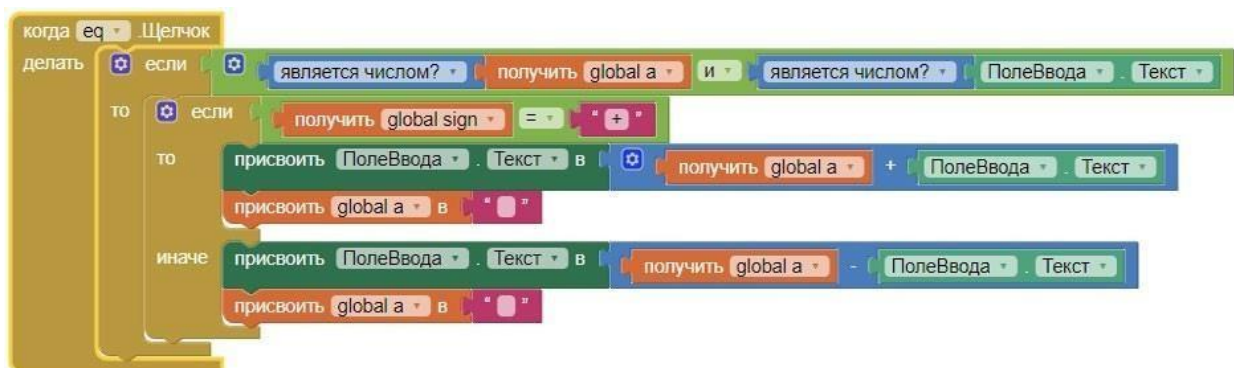 когда eq .Щелчок
делать если является числом? получить global a и является числом? ПолеВвода . Текст
то если получить global sign = " + "
то присвоить ПолеВвода . Текст в получить global a + ПолеВвода . Текст
присвоить global a в " "
иначе присвоить ПолеВвода . Текст в получить global a - ПолеВвода . Текст
присвоить global a в " "